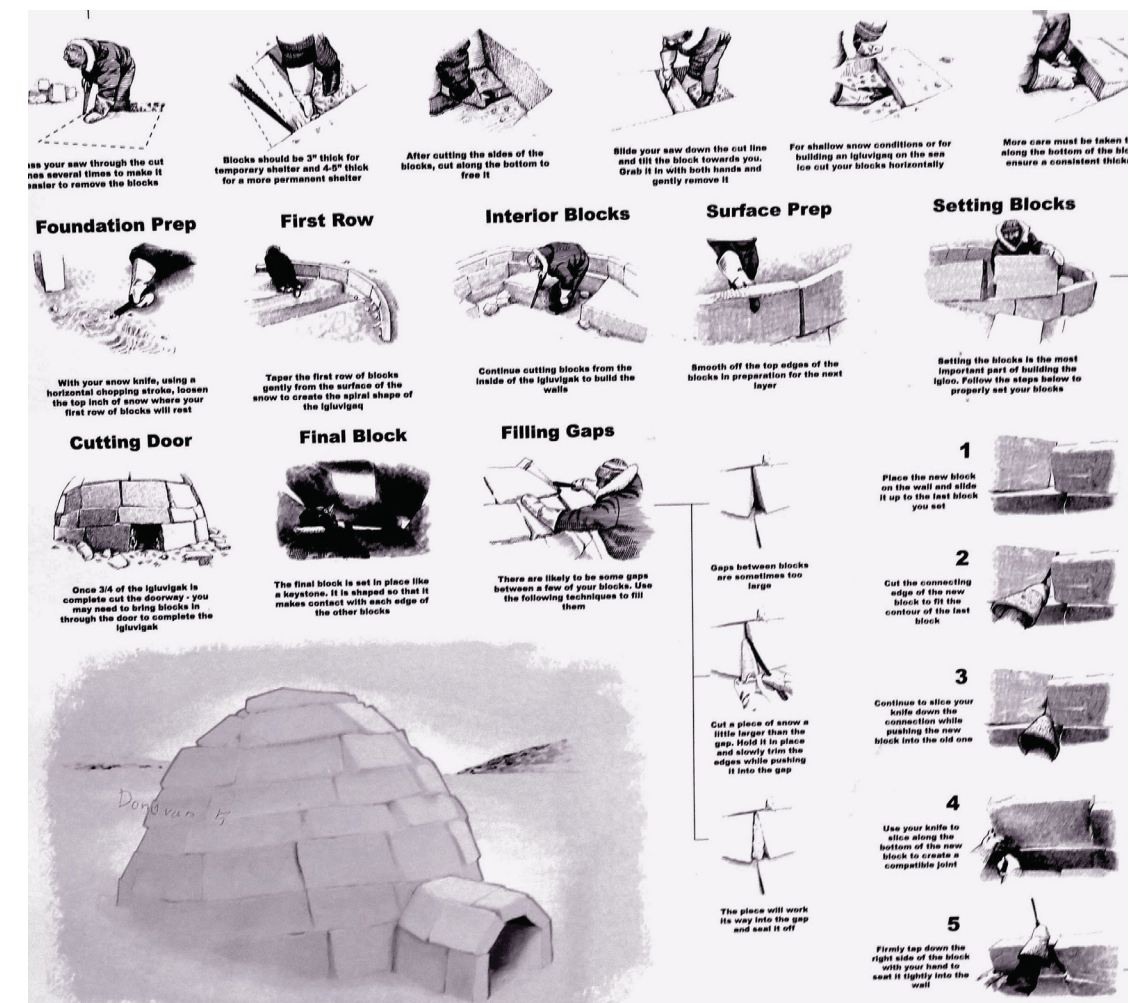 ass your saw through the cut
nes several times to make it
easier to remove the blocks
Blocks should be 3" thick for
temporary shelter and 4-5" thick
for a more permanent shelter
After cutting the sides of the
blocks, cut along the bottom to
free it
Slide your saw down the cut line
and tilt the block towards you.
Grab it in with both hands and
gently remove it
For shallow snow conditions or for
building an igluvigaq on the sea
ice cut your blocks horizontally
More care must be taken t
along the bottom of the blo
ensure a consistent thick
Foundation Prep
With your snow knife, using a
horizontal chopping stroke, loosen
the top inch of snow where your
first row of blocks will rest
First Row
Taper the first row of blocks
gently from the surface of the
snow to create the spiral shape of
the igluvigaq
Interior Blocks
Continue cutting blocks from the
inside of the igluvigak to build the
walls
Surface Prep
Smooth off the top edges of the
blocks in preparation for the next
layer
Setting Blocks
Setting the blocks is the most
important part of building the
igloo. Follow the steps below to
properly set your blocks
Cutting Door
Once 3/4 of the igluvigak is
complete cut the doorway - you
may need to bring blocks in
through the door to complete the
igluvigak
Final Block
The final block is set in place like
a keystone. It is shaped so that it
makes contact with each edge of
the other blocks
Filling Gaps
There are likely to be some gaps
between a few of your blocks. Use
the following techniques to fill
them
Gaps between blocks
are sometimes too
large
Cut a piece of snow a
little larger than the
gap. Hold it in place
and slowly trim the
edges while pushing
it into the gap
The piece will work
its way into the gap
and seal it off
1
Place the new block
on the wall and slide
it up to the last block
you set
2
Cut the connecting
edge of the new
block to fit the
contour of the last
block
3
Continue to slice your
knife down the
connection while
pushing the new
block into the old one
4
Use your knife to
slice along the
bottom of the new
block to create a
compatible joint
5
Firmly tap down the
right side of the block
with your hand to
seat it tightly into the
wall
Donovan